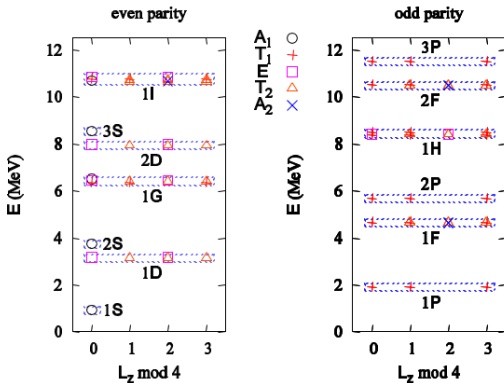 even parity
odd parity
A1
T1
E
T2
A2
12
10
8
6
4
2
0
E (MeV)
1I
3S
2D
1G
2S
1D
1S
0 1 2 3
Lz mod 4
12
10
8
6
4
2
0
E (MeV)
3P
2F
1H
2P
1F
1P
0 1 2 3
Lz mod 4